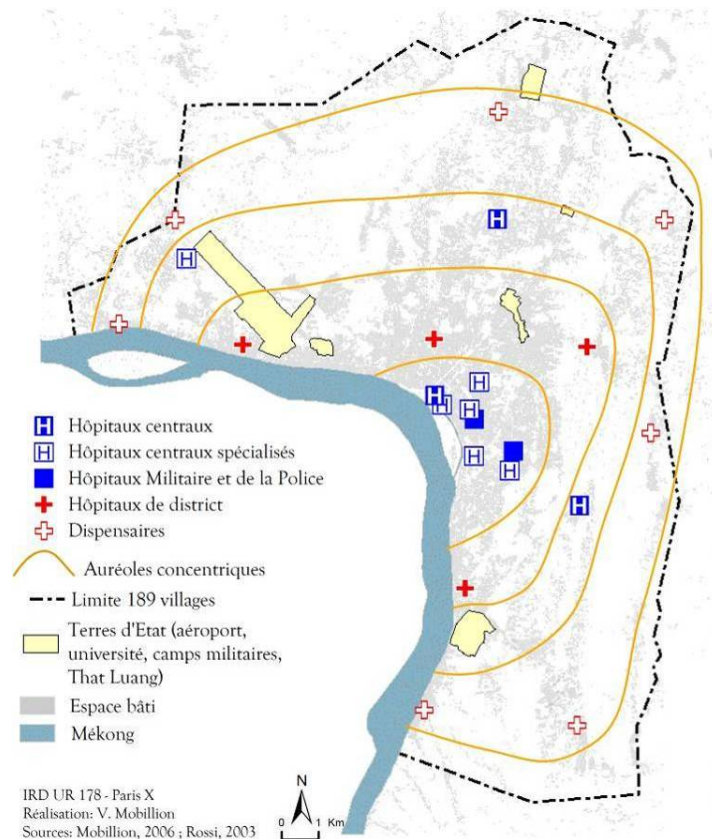 H Hôpitaux centraux
H Hôpitaux centraux spécialisés
Hôpitaux Militaire et de la Police
Hôpitaux de district
Dispensaires
Auréoles concentriques
Limite 189 villages
Terres d'Etat (aéroport,
université, camps militaires,
That Luang)
Espace bâti
Mékong
IRD UR 178 - Paris X
Réalisation: V. Mobillion
Sources: Mobillion, 2006 ; Rossi, 2003
N
0 1 Km
H
H
H
H
H
H
H
H
H